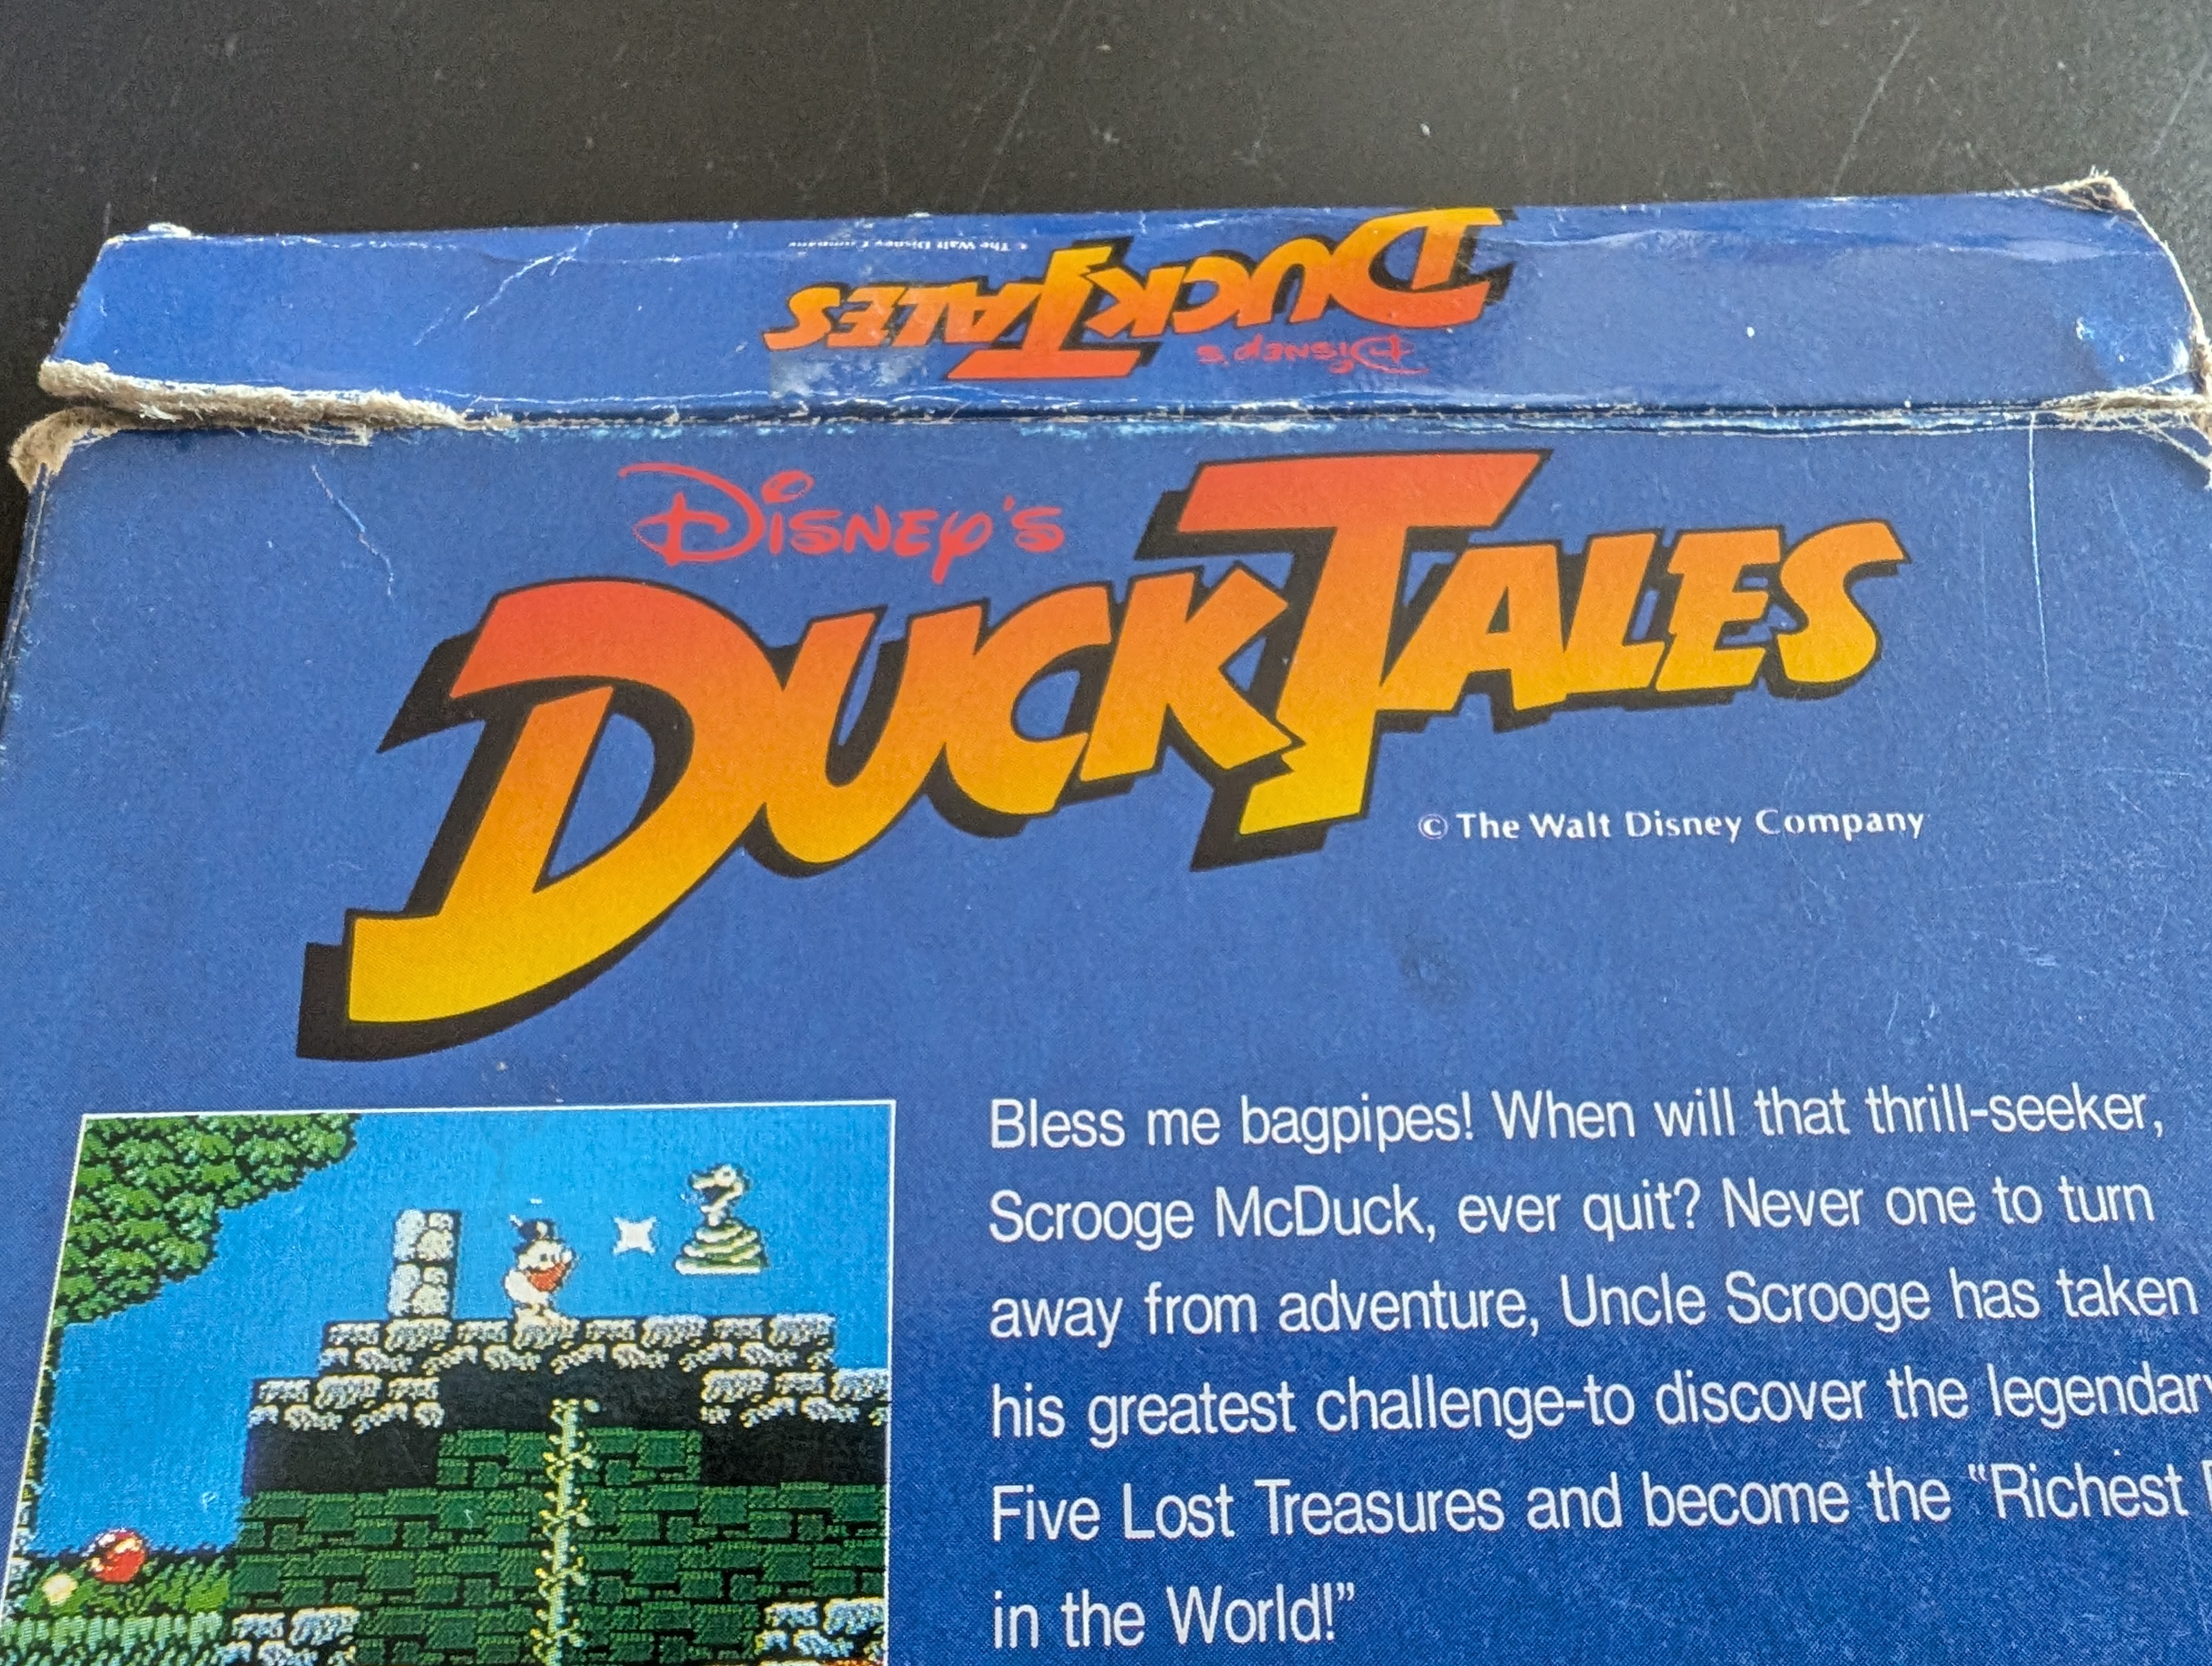 © The Walt Disney Company
DUCKTALES
DISNEY'S
DISNEY'S
DUCKTALES
© The Walt Disney Company
Bless me bagpipes! When will that thrill-seeker,
Scrooge McDuck, ever quit? Never one to turn
away from adventure, Uncle Scrooge has taken
his greatest challenge-to discover the legendary
Five Lost Treasures and become the “Richest
in the World!”